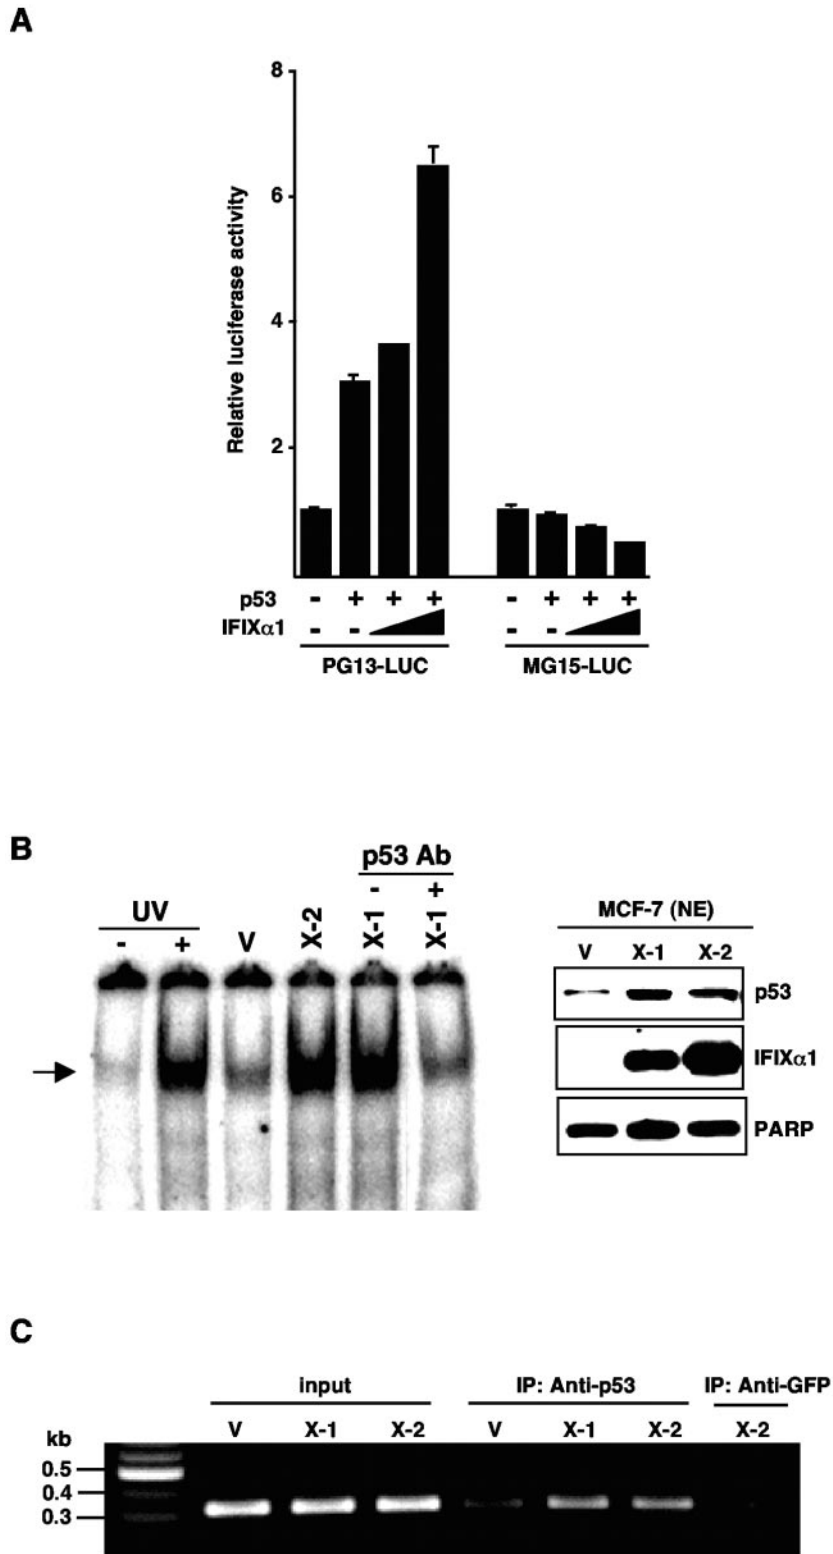 A
8
6
4
2
Relative luciferase activity
p53 - + + + - + + +
IFIXα1 - - - -
PG13-LUC MG15-LUC
B
p53 Ab
UV - +
- + V X-2 X-1 X-1
MCF-7 (NE)
V X-1 X-2
p53
IFIXα1
PARP
C
input IP: Anti-p53 IP: Anti-GFP
kb V X-1 X-2 V X-1 X-2 X-2
0.5
0.4
0.3